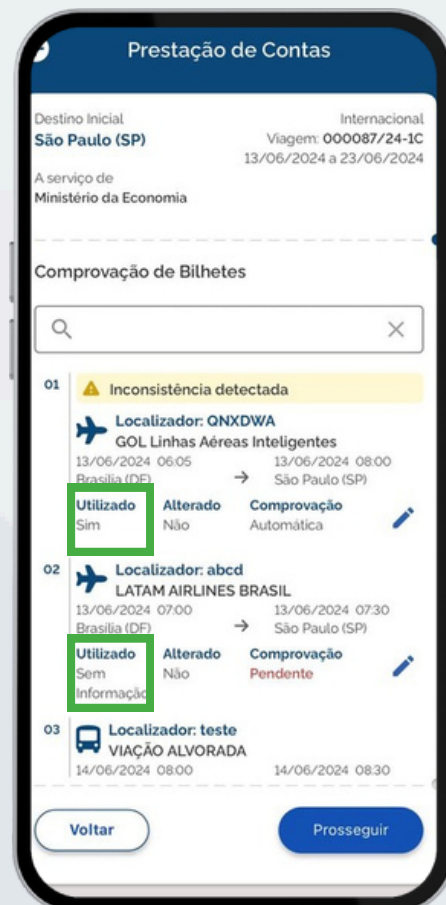 Prestação de Contas
Destino Inicial Internacional
São Paulo (SP) Viagem: 000087/24-1C
13/06/2024 a 23/06/2024
A serviço de
Ministério da Economia
Comprovação de Bilhetes
01 Inconsistência detectada
Localizador: QNXDWA
GOL Linhas Aéreas Inteligentes
13/06/2024 06:05 13/06/2024 08:00
Brasília (DF) → São Paulo (SP)
Utilizado Alterado Comprovação
Sim Não Automática
02 Localizador: abcd
LATAM AIRLINES BRASIL
13/06/2024 07:00 13/06/2024 07:30
Brasília (DF) → São Paulo (SP)
Utilizado Alterado Comprovação
Sem Não Pendente
Informação
03 Localizador: teste
VIAÇÃO ALVORADA
14/06/2024 08:00 14/06/2024 08:30
Voltar Prosseguir